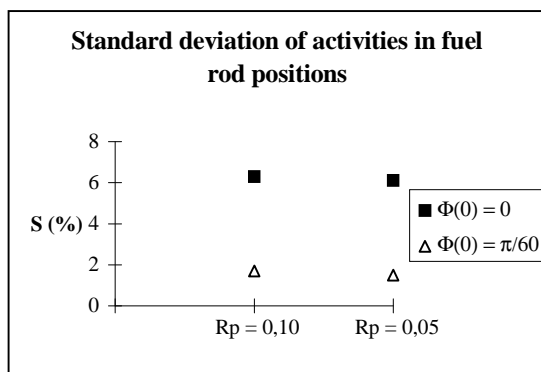 Standard deviation of activities in fuel
rod positions
8
6
S (%)
4
2
0
Rp = 0,10
Rp = 0,05
Φ(0) = 0
Φ(0) = π/60